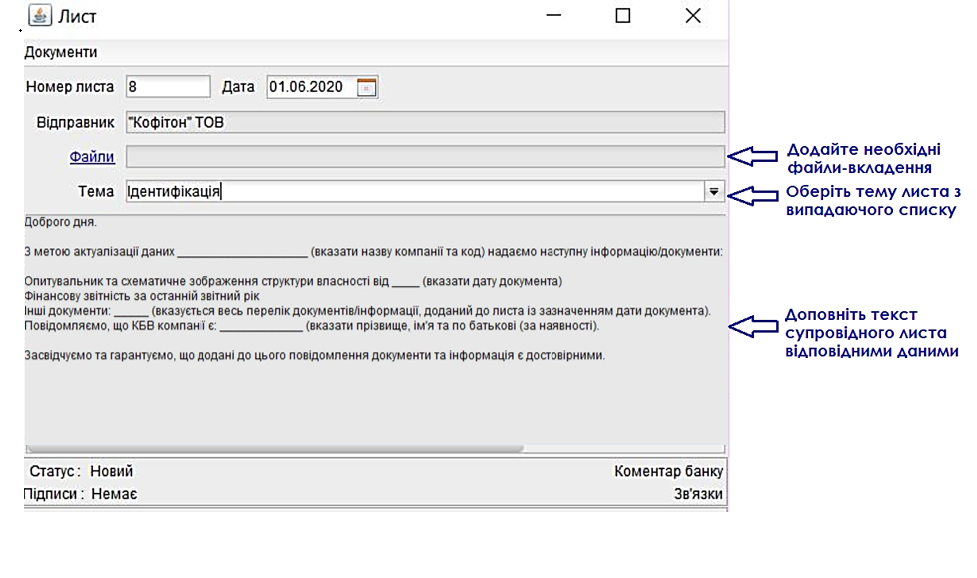 Лист
Документи
Номер листа 8 Дата 01.06.2020
Відправник "Кофітон" ТОВ
Файли
Тема Ідентифікація
Доброго дня.
З метою актуалізації даних ______________________ (вказати назву компанії та код) надаємо наступну інформацію/документи:
Опитувальник та схематичне зображення структури власності від _____ (вказати дату документа)
Фінансову звітність за останній звітний рік
Інші документи: ______ (вказується весь перелік документів/інформації, доданий до листа із зазначенням дати документа).
Повідомляємо, що КБВ компанії є: ______________ (вказати прізвище, ім'я та по батькові (за наявності).
Засвідчуємо та гарантуємо, що додані до цього повідомлення документи та інформація є достовірними.
Статус: Новий Коментар банку
Підписи: Немає Зв'язки
Додайте необхідні
файли-вкладення
Оберіть тему листа з
випадаючого списку
Доповніть текст
супровідного листа
відповідними даними